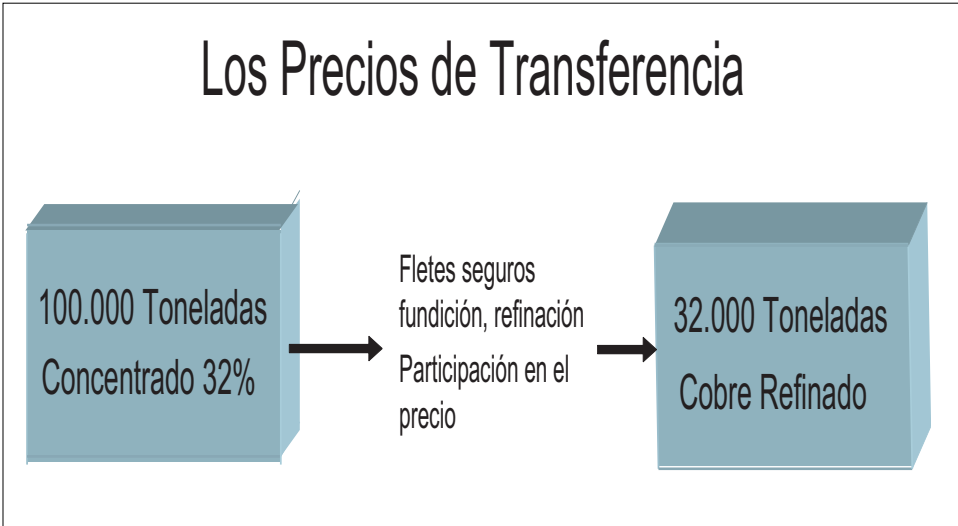 Los Precios de Transferencia
100.000 Toneladas
Concentrado 32%
Fletes seguros
fundición, refinación
Participación en el
precio
32.000 Toneladas
Cobre Refinado